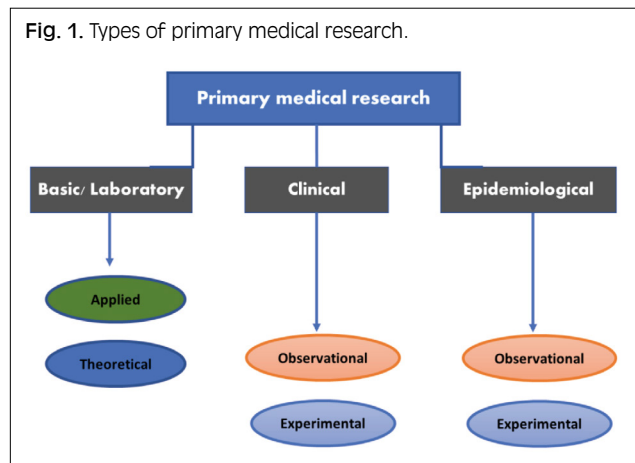 Fig. 1. Types of primary medical research.
Primary medical research
Basic/ Laboratory
Clinical
Epidemiological
Applied
Theoretical
Observational
Experimental
Observational
Experimental